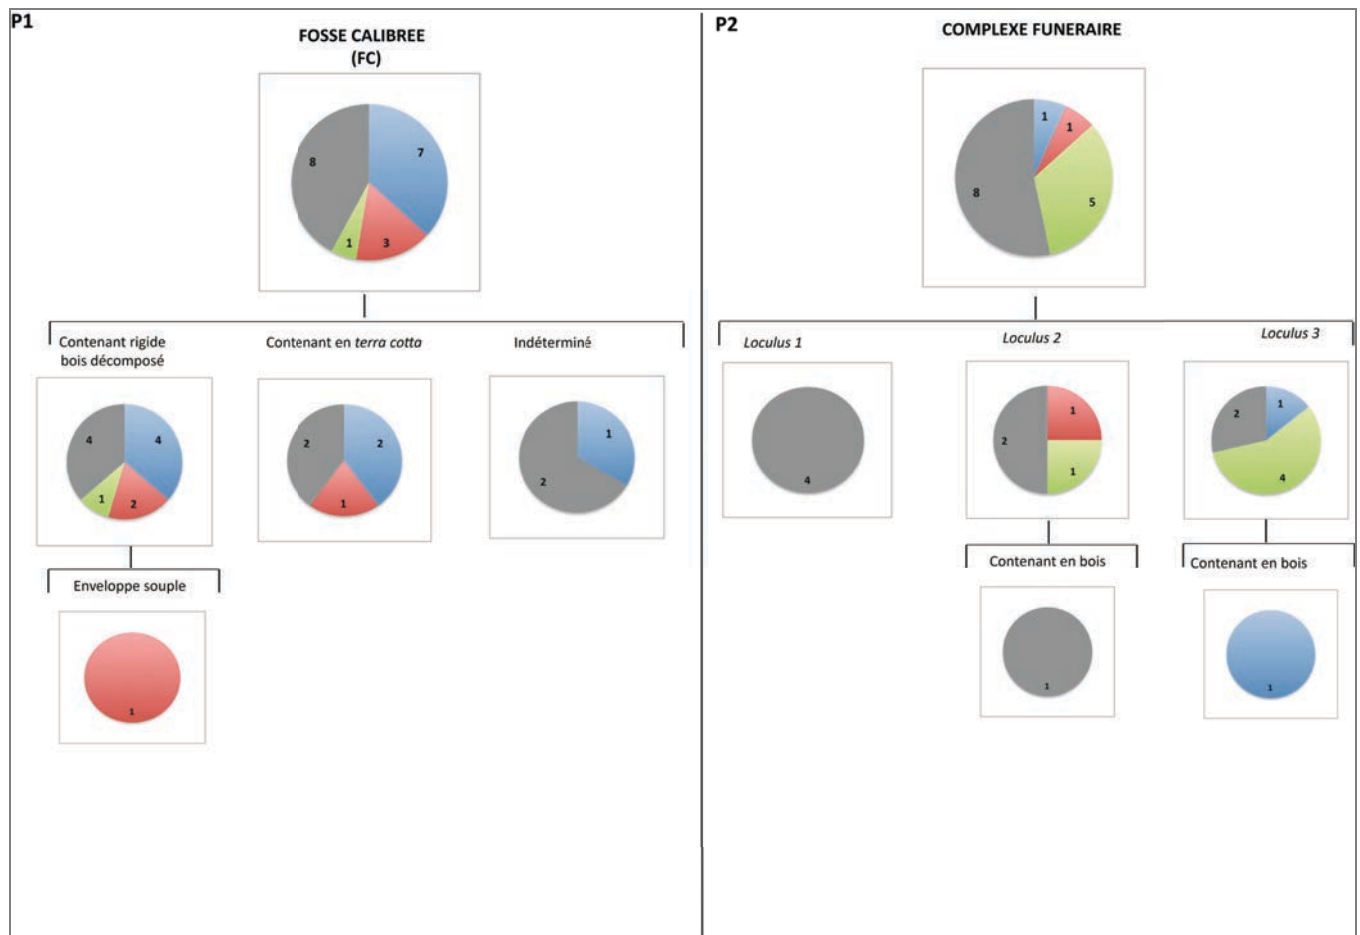 P1
FOSSE CALIBREE
(FC)
8
7
1
3
Contenant rigide
bois décomposé
Contenant en terra cotta
Indéterminé
4
4
1
2
2
2
1
1
2
Enveloppe souple
1
P2
COMPLEXE FUNERAIRE
1
1
8
5
Loculus 1
Loculus 2
Loculus 3
4
1
2
1
1
2
4
Contenant en bois
Contenant en bois
1
1